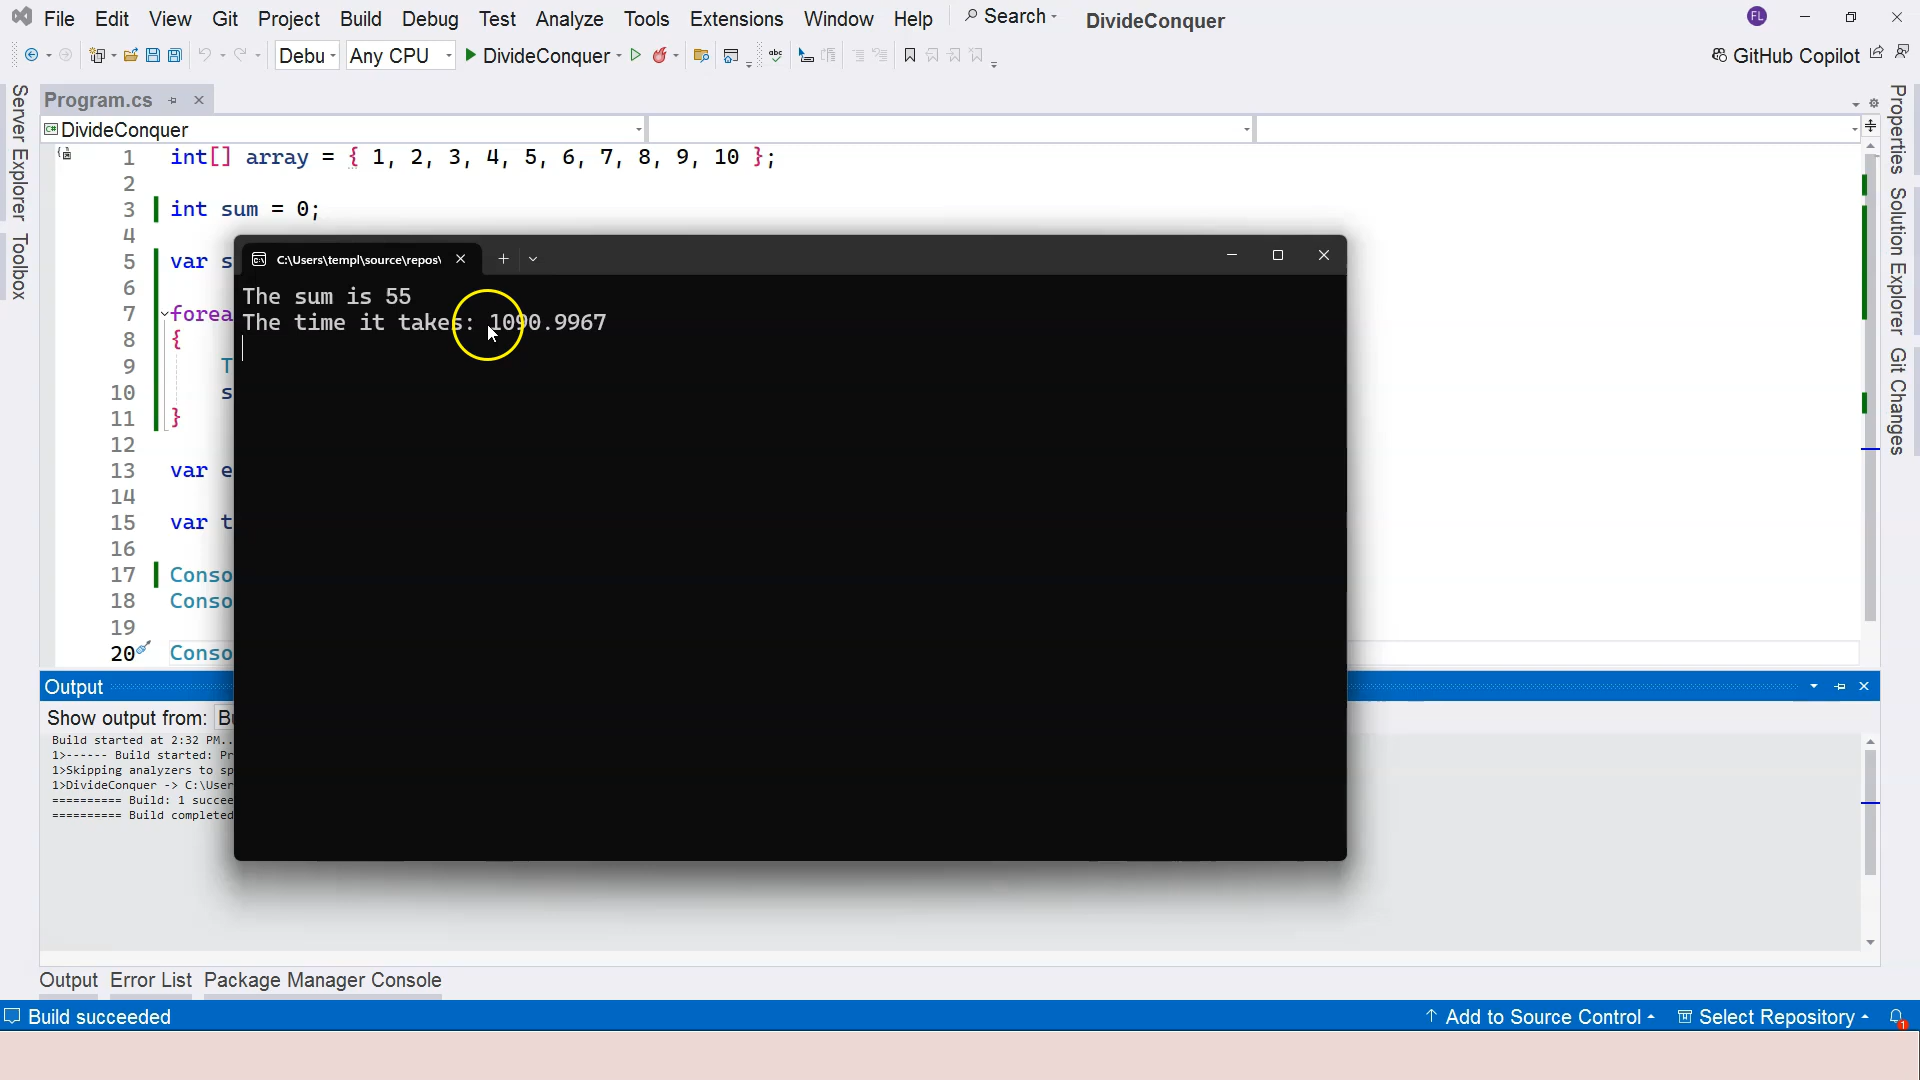 File Edit View Git Project Build Debug Test Analyze Tools Extensions Window Help Search DivideConquer
FL
Debu Any CPU DivideConquer GitHub Copilot
Server Explorer
Toolbox
Program.cs
DivideConquer
1 int[] array = { 1, 2, 3, 4, 5, 6, 7, 8, 9, 10 };
2
3 int sum = 0;
4
5 var s
6
7 forea
8 {
9 T
10 s
11 }
12
13 var e
14
15 var t
16
17 Conso
18 Conso
19
20 Conso
C:\Users\templ\source\repos\
The sum is 55
The time it takes: 1090.9967
Properties
Solution Explorer
Git Changes
Output
Show output from: Bu
Build started at 2:32 PM..
1>------ Build started: Pr
1>Skipping analyzers to sp
1>DivideConquer -> C:\User
========== Build: 1 succee
========== Build completed
Output Error List Package Manager Console
Build succeeded Add to Source Control Select Repository 1